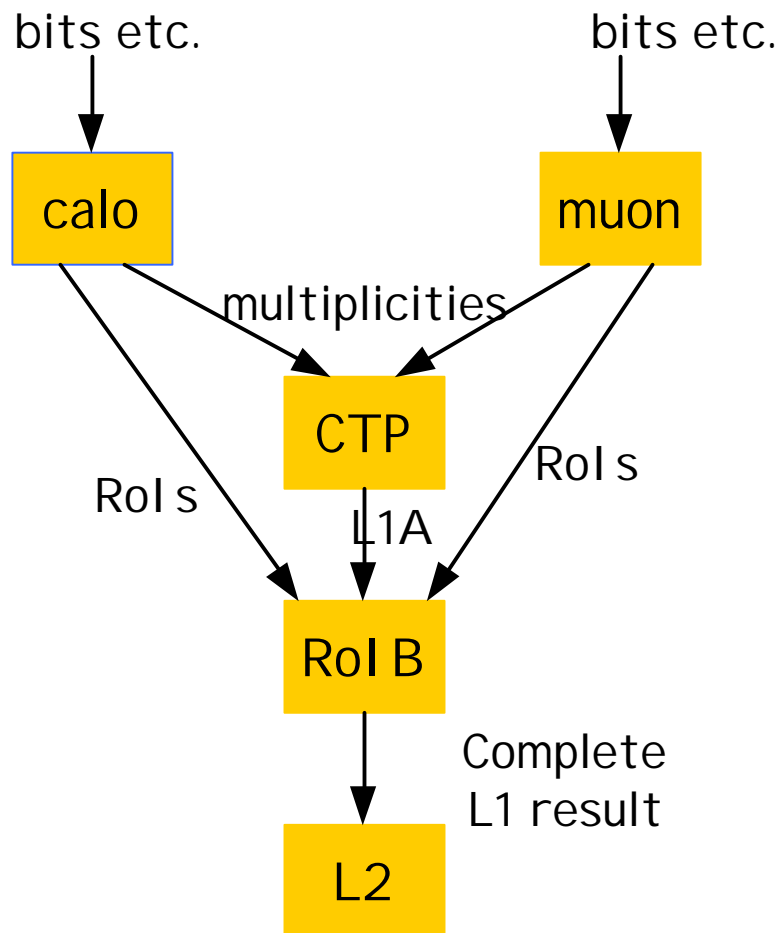 bits etc.
bits etc.
calo
muon
multiplicities
CTP
RoIs
RoIs
L1A
RoIB
Complete
L1 result
L2